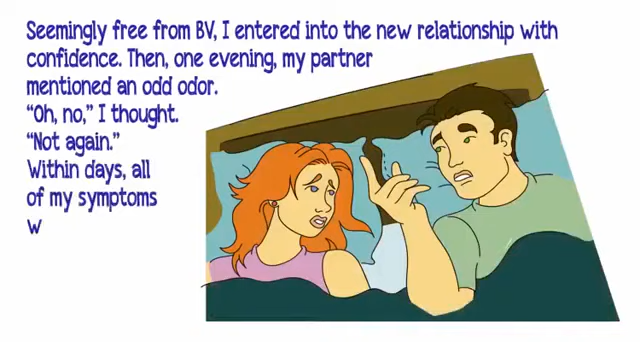 Seemingly free from BV, I entered into the new relationship with
confidence. Then, one evening, my partner
mentioned an odd odor.
“Oh, no,” I thought.
“Not again.”
Within days, all
of my symptoms
w